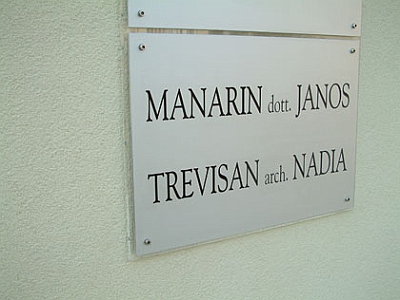 MANARIN dott. JANOS
TREVISAN arch. NADIA